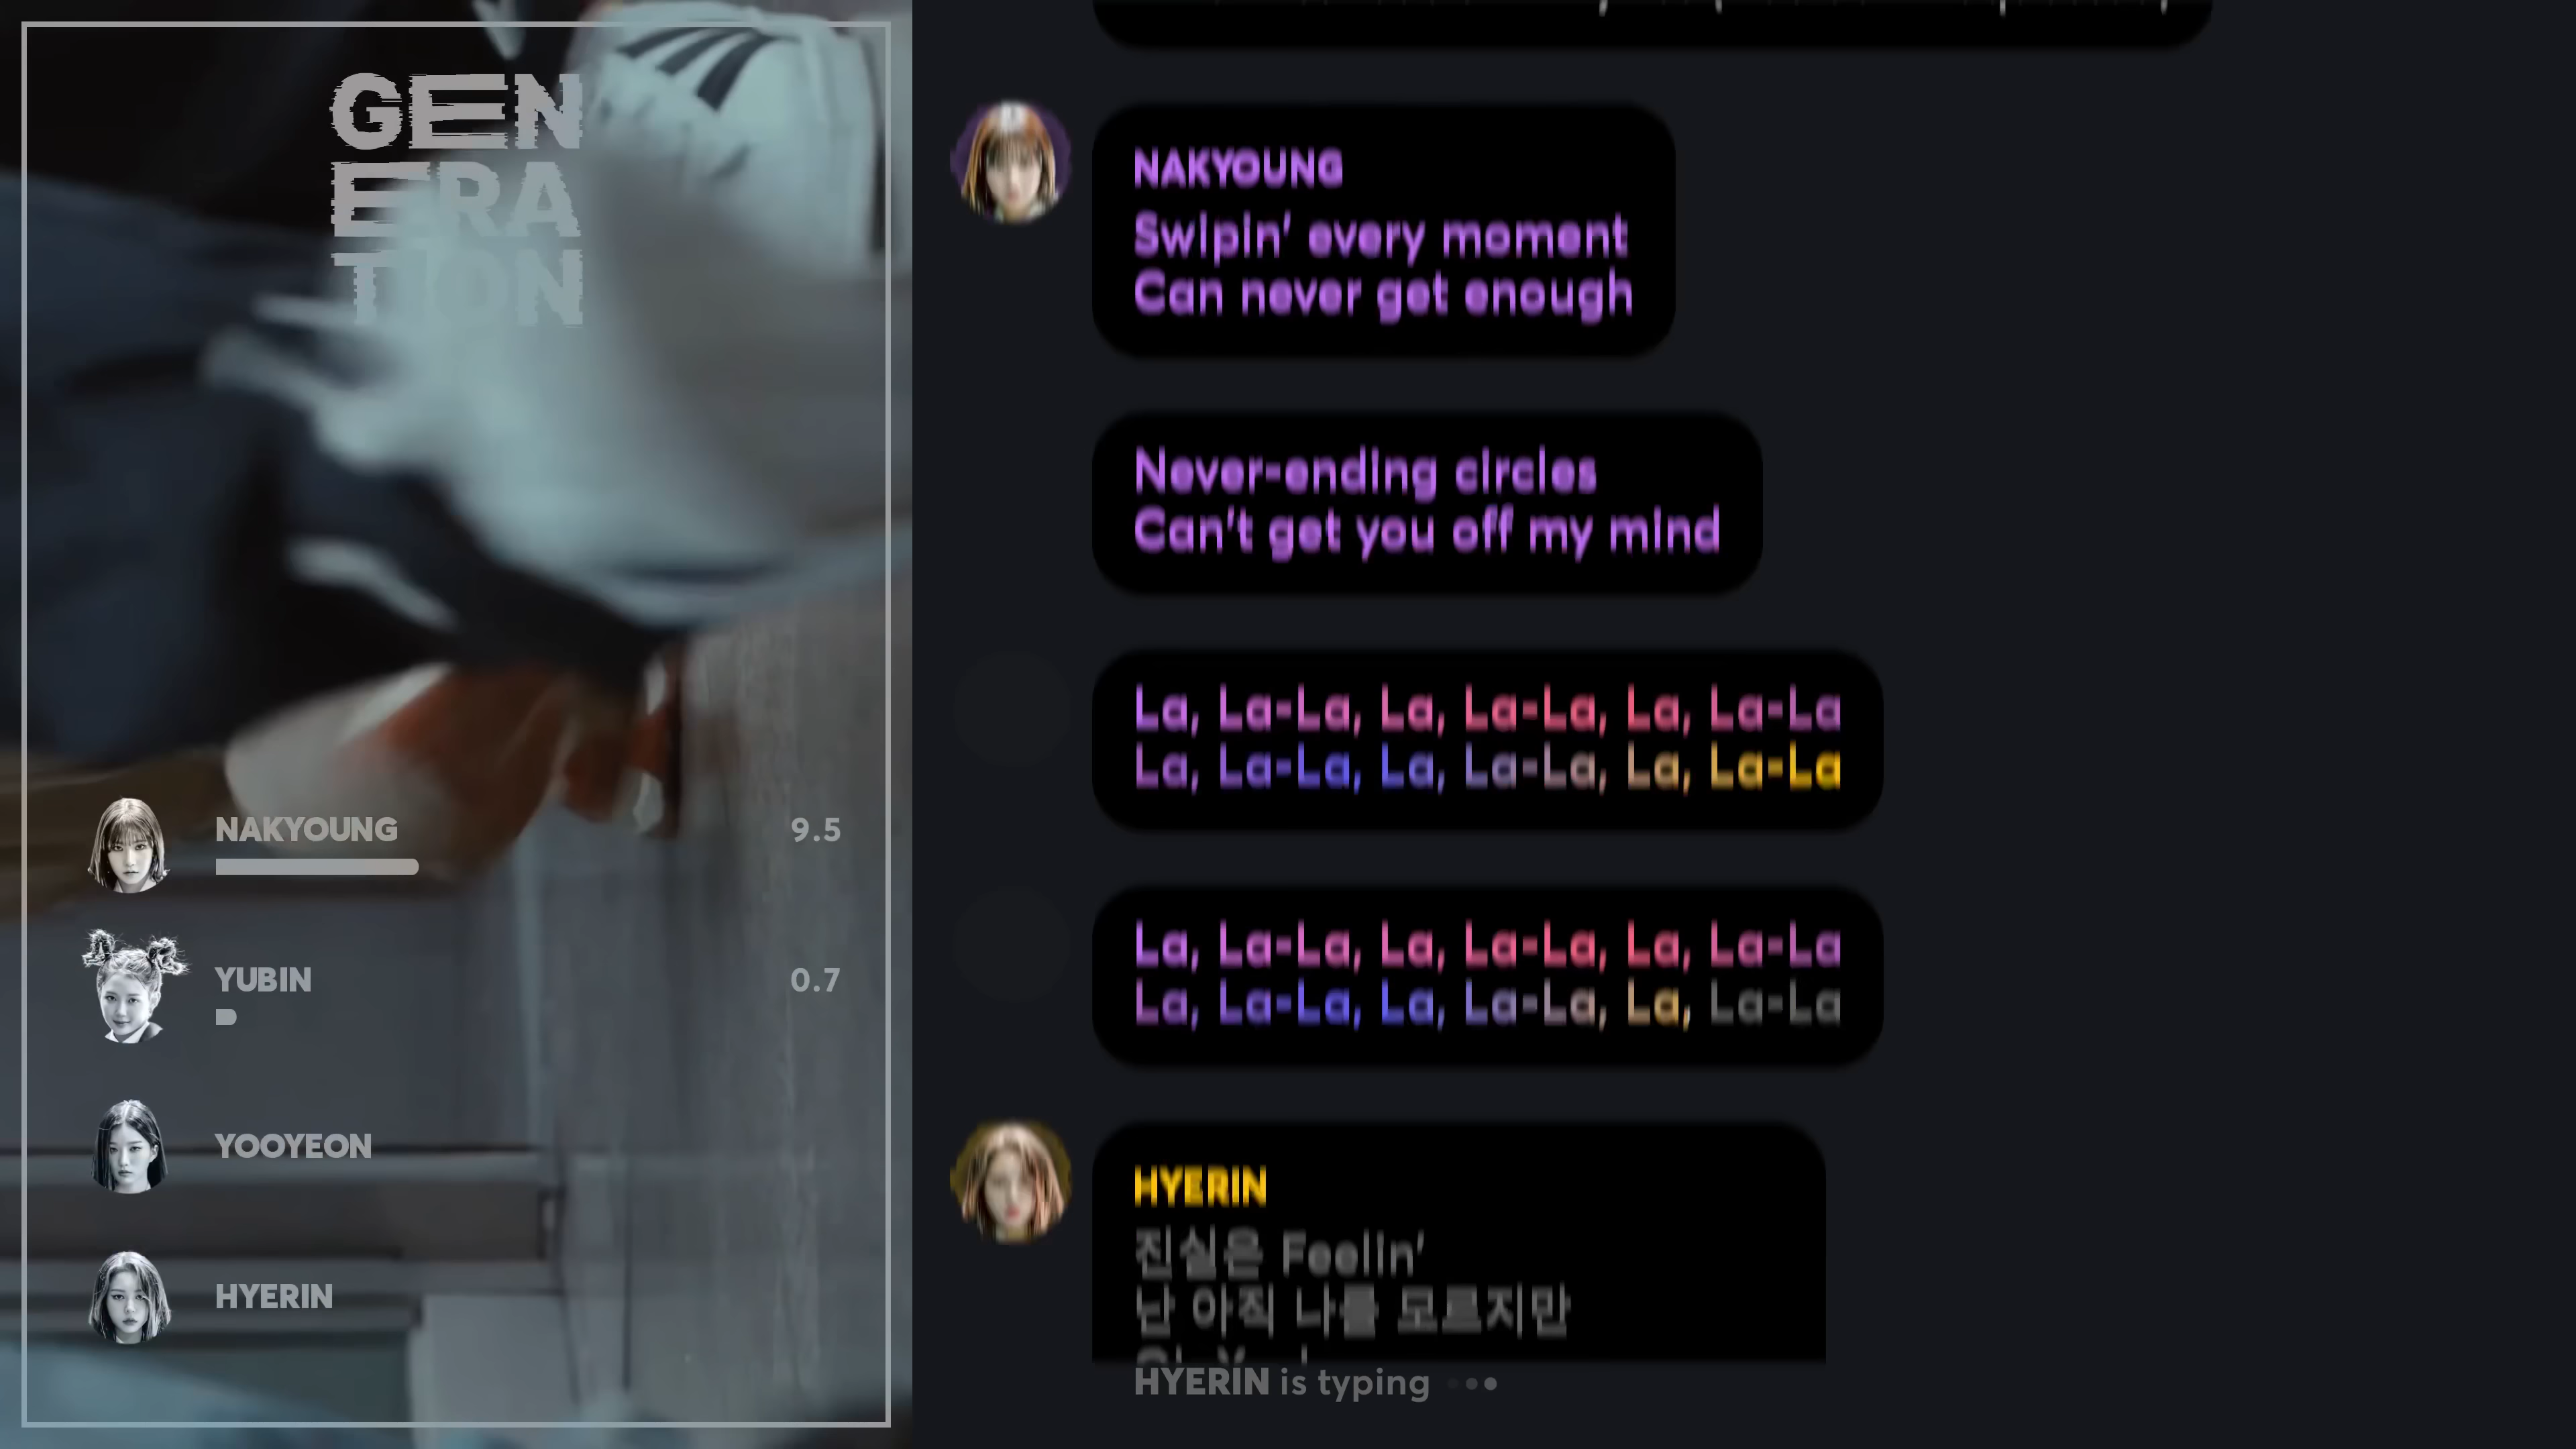 GEN
ERA
TION
NAKYOUNG
9.5
YUBIN
0.7
YOOYEON
HYERIN
NAKYOUNG
Swipin' every moment
Can never get enough
Never-ending circles
Can't get you off my mind
La, La-La, La, La-La, La, La-La
La, La-La, La, La-La, La, La-La
La, La-La, La, La-La, La, La-La
La, La-La, La, La-La, La, La-La
HYERIN
진실은 Feelin'
난 아직 나를 모르지만
HYERIN is typing